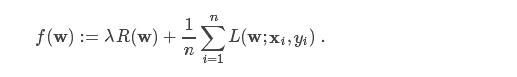 f(w) := λR(w) + 1/n ∑_{i=1}^{n} L(w; x_i, y_i) .